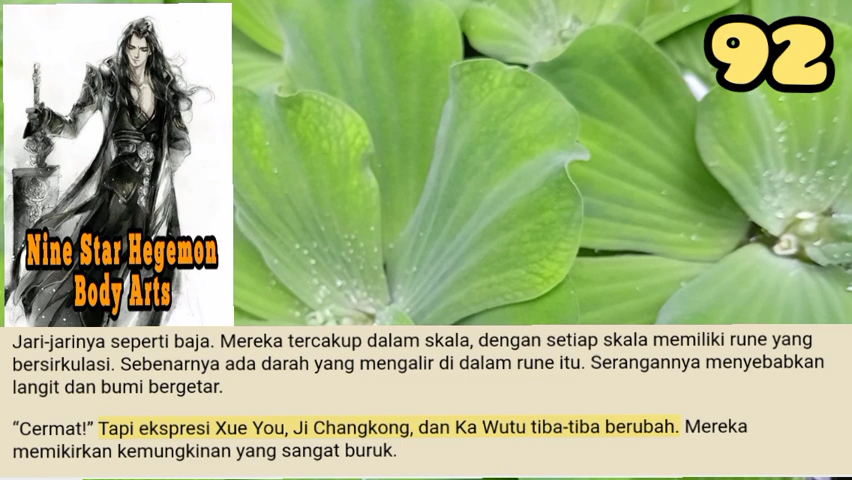 92
Nine Star Hegemon
Body Arts
Jari-jarinya seperti baja. Mereka tercakup dalam skala, dengan setiap skala memiliki rune yang
bersirkulasi. Sebenarnya ada darah yang mengalir di dalam rune itu. Serangannya menyebabkan
langit dan bumi bergetar.
“Cermat!” Tapi ekspresi Xue You, Ji Changkong, dan Ka Wutu tiba-tiba berubah. Mereka
memikirkan kemungkinan yang sangat buruk.